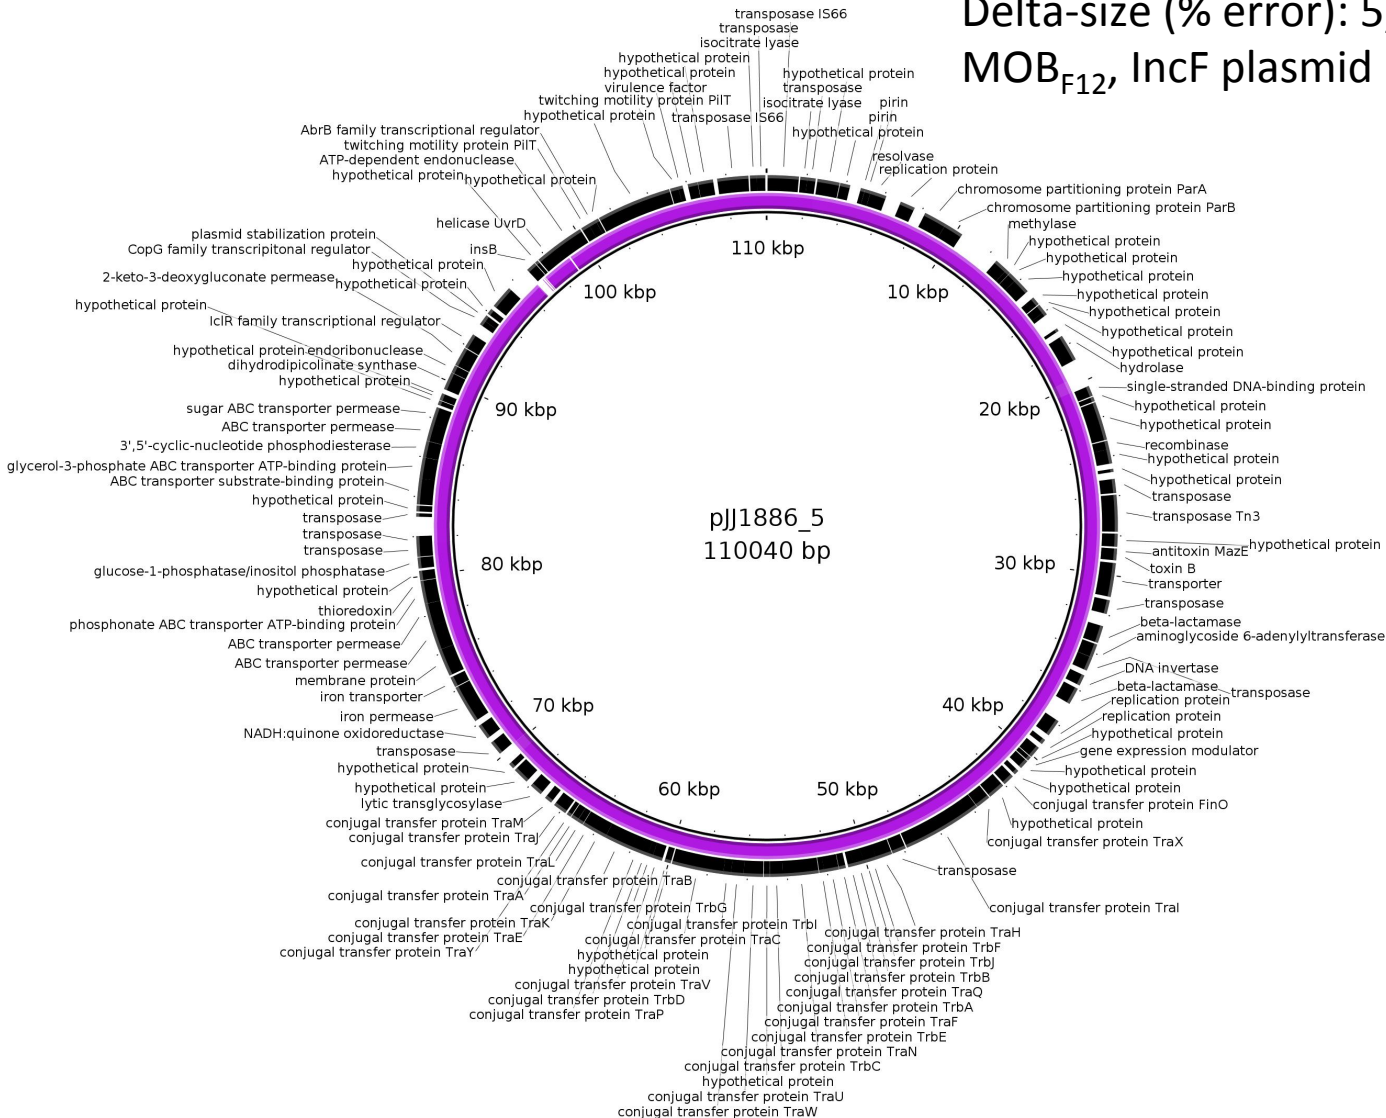 Delta-size (% error): 5,
MOBF12, IncF plasmid
transposase IS66
transposase
isocitrate lyase
hypothetical protein
hypothetical protein
virulence factor
twitching motility protein PilT
hypothetical protein
transposase IS66
AbrB family transcriptional regulator
twitching motility protein PilT
ATP-dependent endonuclease
hypothetical protein
hypothetical protein
helicase UvrD
insB
plasmid stabilization protein
CopG family transcripitonal regulator
hypothetical protein
2-keto-3-deoxygluconate permease
hypothetical protein
hypothetical protein
IclR family transcriptional regulator
hypothetical protein
endoribonuclease
dihydrodipicolinate synthase
hypothetical protein
sugar ABC transporter permease
ABC transporter permease
3',5'-cyclic-nucleotide phosphodiesterase
glycerol-3-phosphate ABC transporter ATP-binding protein
ABC transporter substrate-binding protein
hypothetical protein
transposase
transposase
transposase
glucose-1-phosphatase/inositol phosphatase
hypothetical protein
thioredoxin
phosphonate ABC transporter ATP-binding protein
ABC transporter permease
ABC transporter permease
membrane protein
iron transporter
iron permease
NADH:quinone oxidoreductase
transposase
hypothetical protein
hypothetical protein
lytic transglycosylase
conjugal transfer protein TraM
conjugal transfer protein TraJ
conjugal transfer protein TraL
conjugal transfer protein TraA
conjugal transfer protein TraK
conjugal transfer protein TraE
conjugal transfer protein TraY
hypothetical protein
transposase
isocitrate lyase
pirin
pirin
hypothetical protein
resolvase
replication protein
chromosome partitioning protein ParA
chromosome partitioning protein ParB
methylase
hypothetical protein
hypothetical protein
hypothetical protein
hypothetical protein
hypothetical protein
hypothetical protein
hypothetical protein
hydrolase
single-stranded DNA-binding protein
hypothetical protein
hypothetical protein
recombinase
hypothetical protein
hypothetical protein
transposase
transposase Tn3
hypothetical protein
antitoxin MazE
toxin B
transporter
transposase
beta-lactamase
aminoglycoside 6-adenylyltransferase
DNA invertase
beta-lactamase
transposase
replication protein
replication protein
hypothetical protein
gene expression modulator
hypothetical protein
hypothetical protein
conjugal transfer protein FinO
hypothetical protein
conjugal transfer protein TraX
transposase
conjugal transfer protein TraI
conjugal transfer protein TraB
conjugal transfer protein TrbG
conjugal transfer protein TrbI
conjugal transfer protein TraC
hypothetical protein
hypothetical protein
conjugal transfer protein TraV
conjugal transfer protein TrbD
conjugal transfer protein TraP
conjugal transfer protein TraH
conjugal transfer protein TrbF
conjugal transfer protein TrbJ
conjugal transfer protein TrbB
conjugal transfer protein TraQ
conjugal transfer protein TrbA
conjugal transfer protein TraF
conjugal transfer protein TrbE
conjugal transfer protein TraN
conjugal transfer protein TrbC
hypothetical protein
conjugal transfer protein TraU
conjugal transfer protein TraW
110 kbp
10 kbp
20 kbp
30 kbp
40 kbp
50 kbp
60 kbp
70 kbp
80 kbp
90 kbp
100 kbp
pJJ1886_5
110040 bp